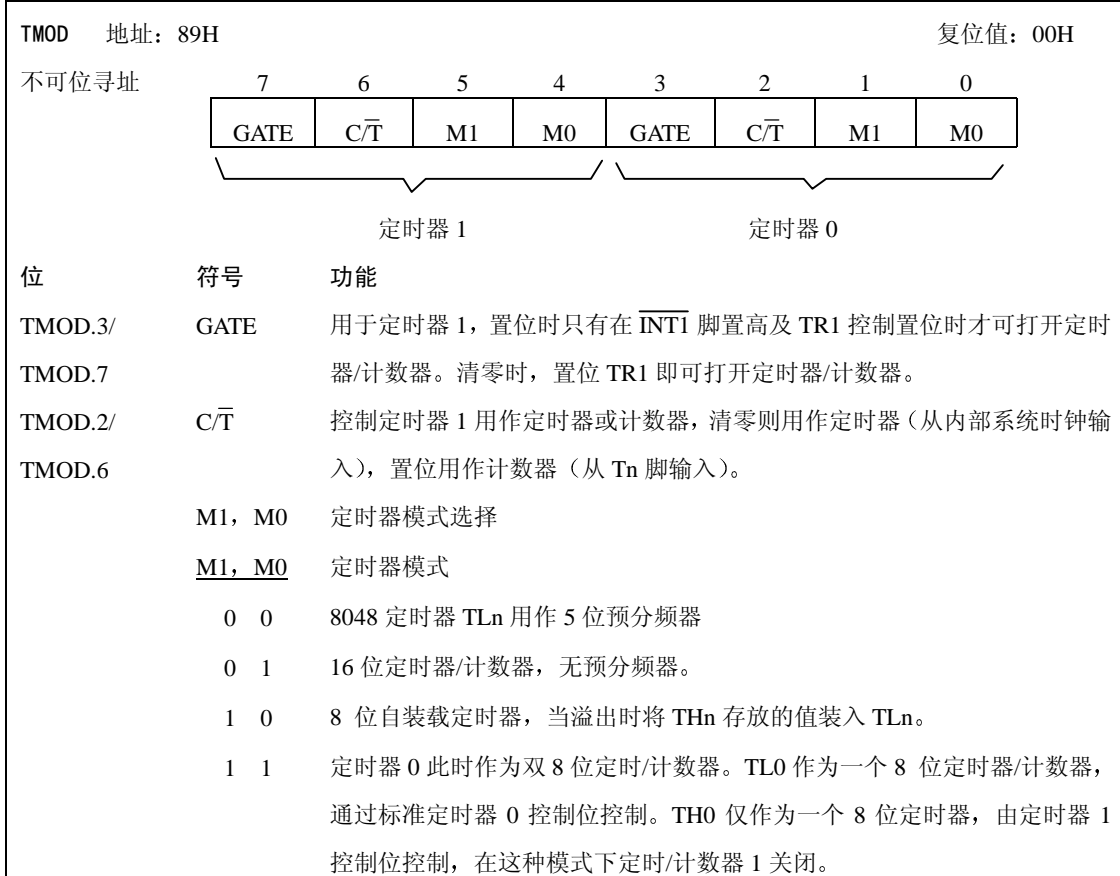 TMOD 地址：89H 复位值：00H
不可位寻址 7 6 5 4 3 2 1 0
GATE C/T̅ M1 M0 GATE C/T̅ M1 M0
定时器 1 定时器 0
位 符号 功能
TMOD.3/ GATE 用于定时器 1，置位时只有在 I̅N̅T̅1̅ 脚置高及 TR1 控制置位时才可打开定时
TMOD.7 器/计数器。清零时，置位 TR1 即可打开定时器/计数器。
TMOD.2/ C/T̅ 控制定时器 1 用作定时器或计数器，清零则用作定时器（从内部系统时钟输
TMOD.6 入），置位用作计数器（从 Tn 脚输入）。
M1，M0 定时器模式选择
M1，M0 定时器模式
0 0 8048 定时器 TLn 用作 5 位预分频器
0 1 16 位定时器/计数器，无预分频器。
1 0 8 位自装载定时器，当溢出时将 THn 存放的值装入 TLn。
1 1 定时器 0 此时作为双 8 位定时/计数器。TL0 作为一个 8 位定时器/计数器，
通过标准定时器 0 控制位控制。TH0 仅作为一个 8 位定时器，由定时器 1
控制位控制，在这种模式下定时/计数器 1 关闭。